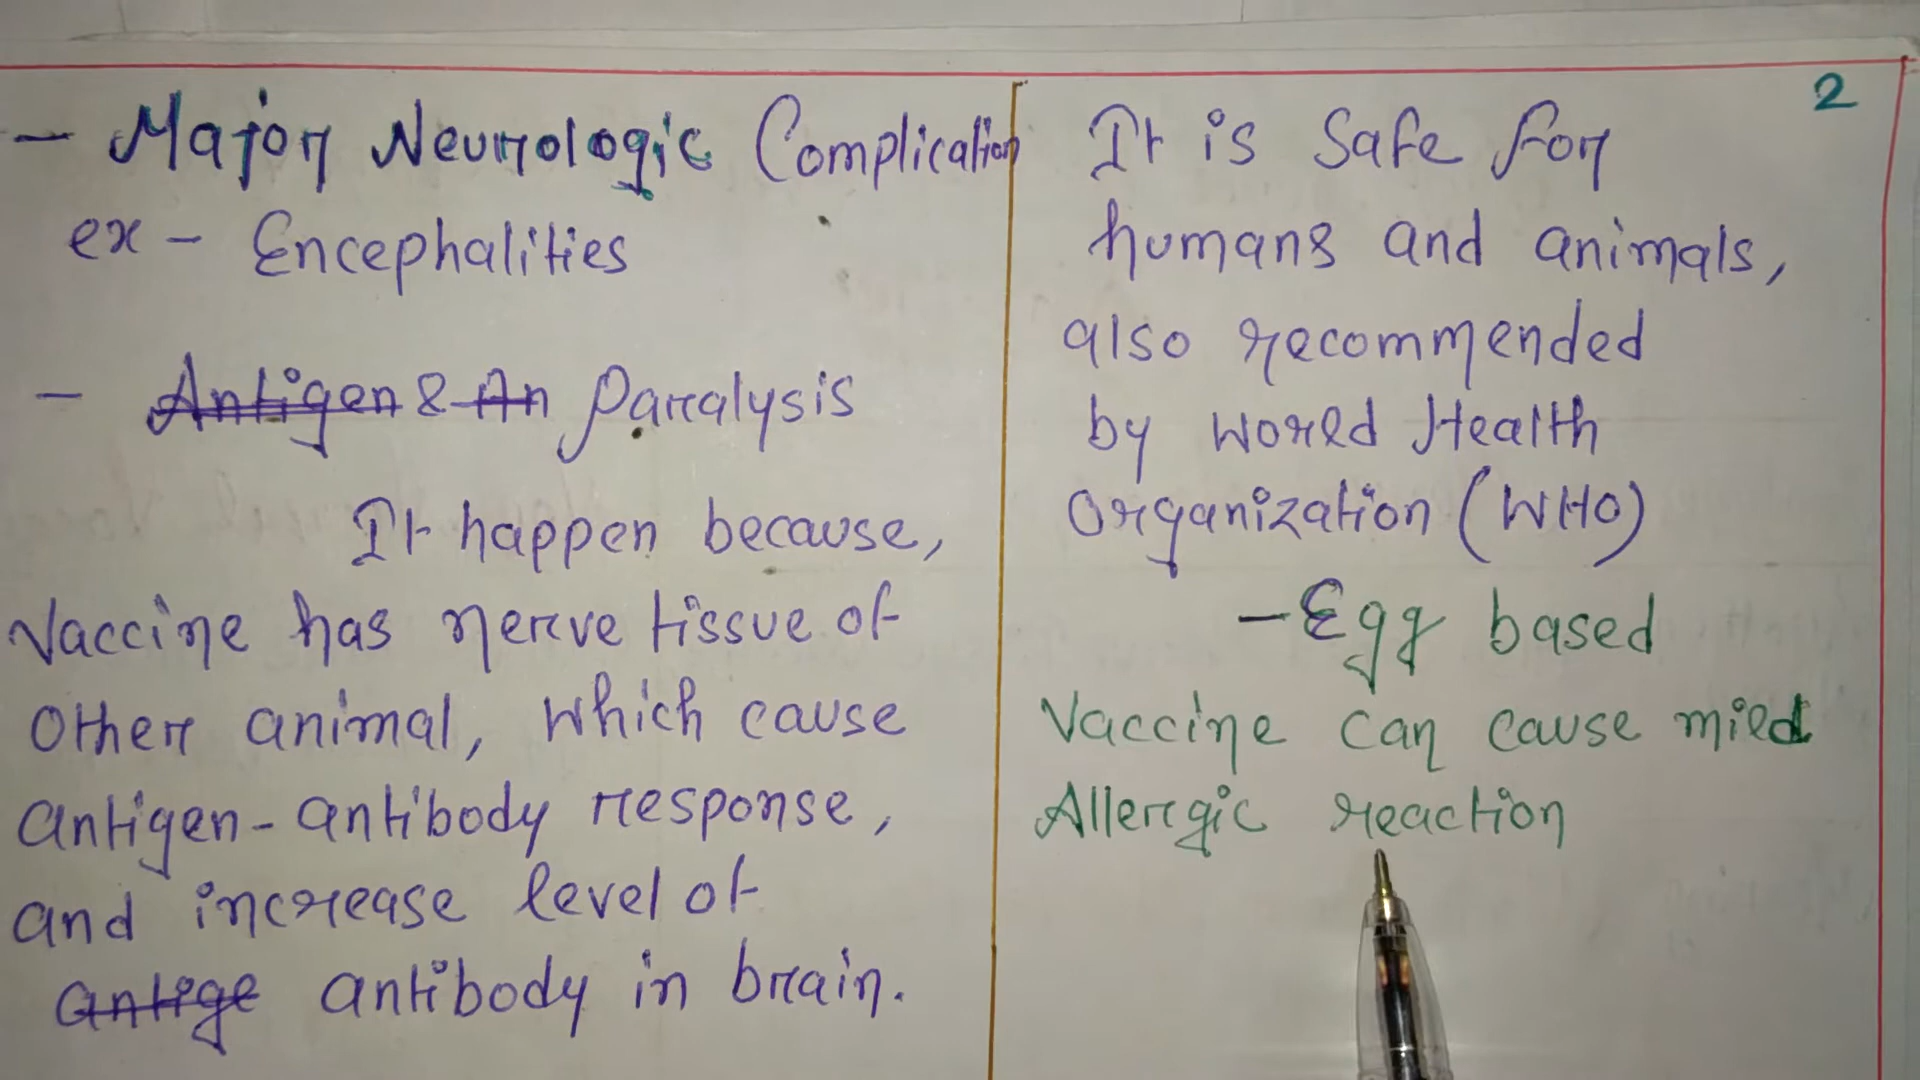 2
- Major Neurologic Complication
ex - Encephalities
- Antigen & An Paralysis
It happen because,
Vaccine has nerve tissue of
Other animal, which cause
antigen-antibody response,
and increase level of
antige antibody in brain.
It is Safe for
humans and animals,
also recommended
by World Health
Organization (WHO)
- Egg based
Vaccine can cause mild
Allergic reaction